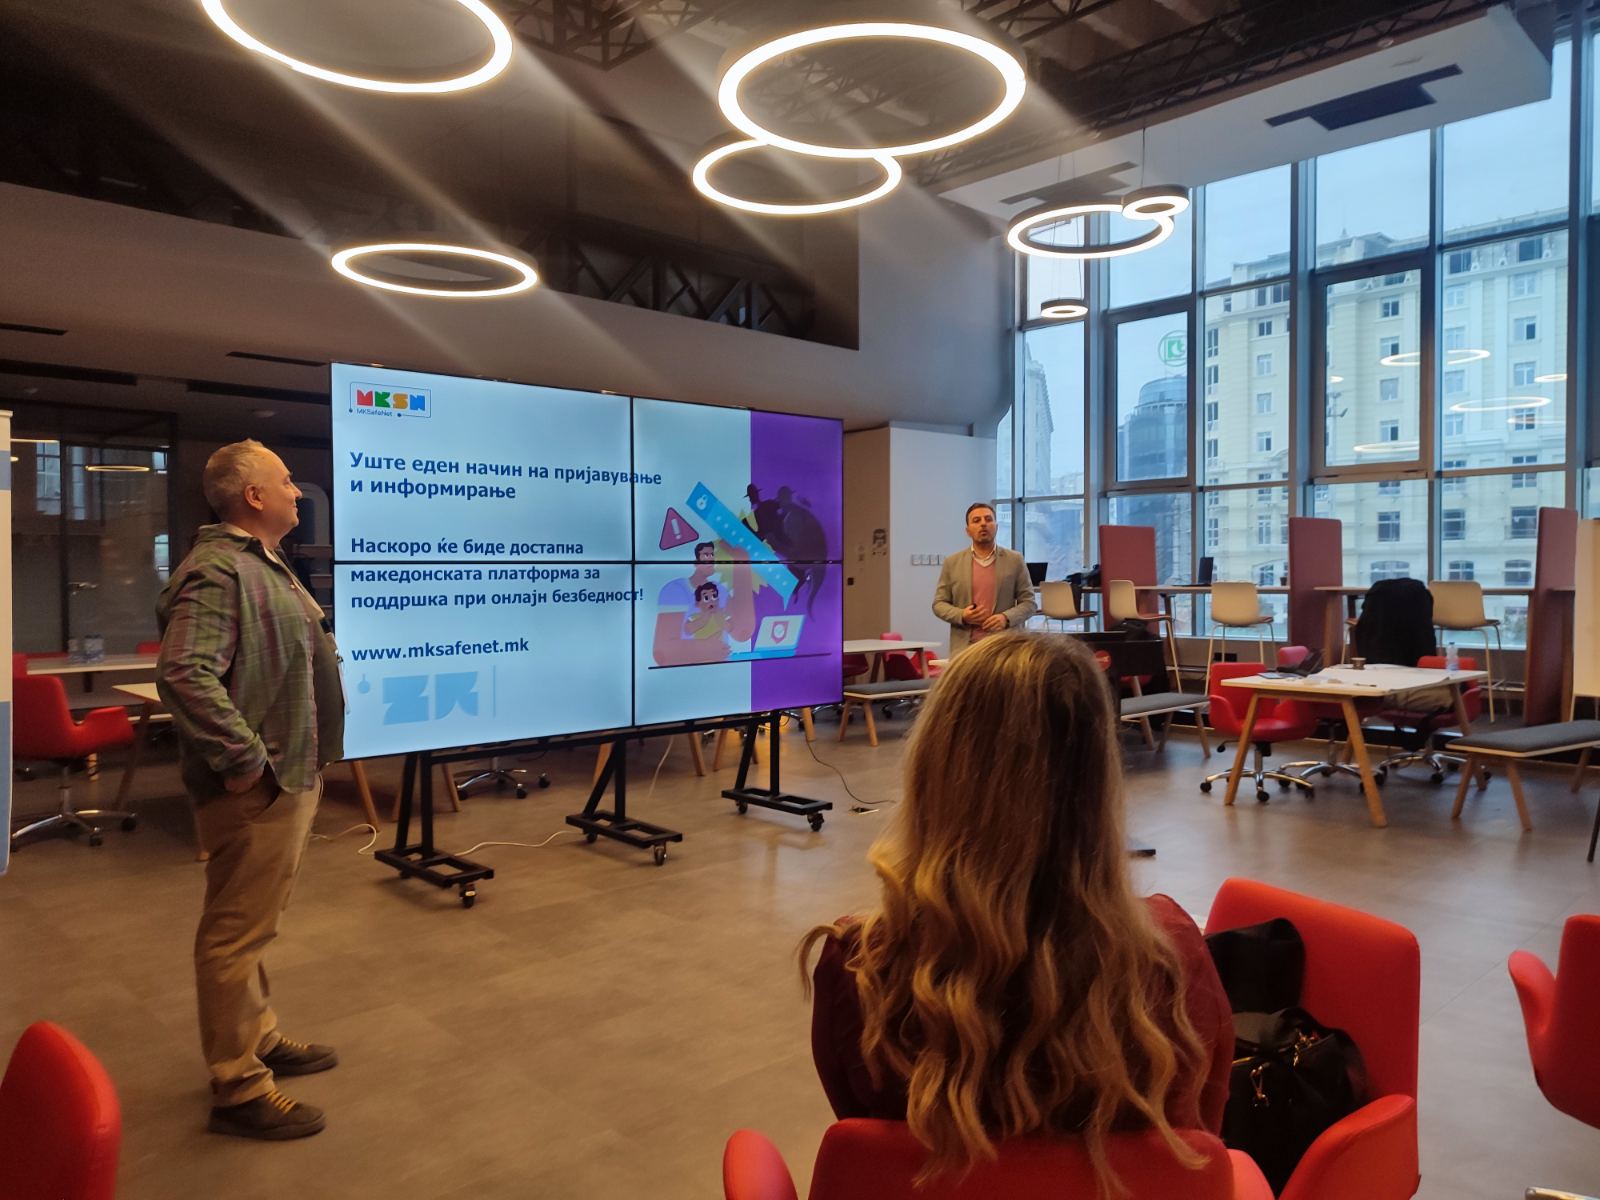 MKSN
MKSafeNet
Уште еден начин на пријавување
и информирање
Наскоро ќе биде достапна
македонската платформа за
поддршка при онлајн безбедност!
www.mksafenet.mk